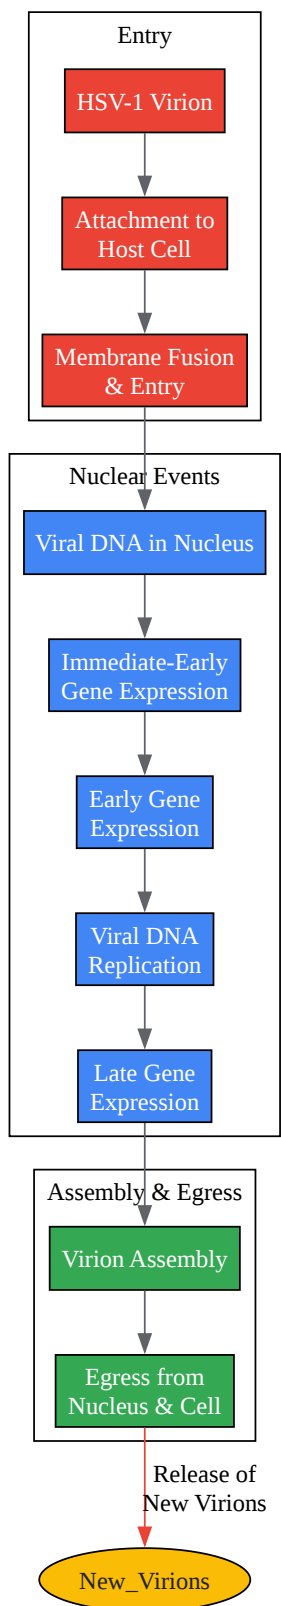 Entry
HSV-1 Virion
Attachment to
Host Cell
Membrane Fusion
& Entry
Nuclear Events
Viral DNA in Nucleus
Immediate-Early
Gene Expression
Early Gene
Expression
Viral DNA
Replication
Late Gene
Expression
Assembly & Egress
Virion Assembly
Egress from
Nucleus & Cell
Release of
New Virions
New_Virions